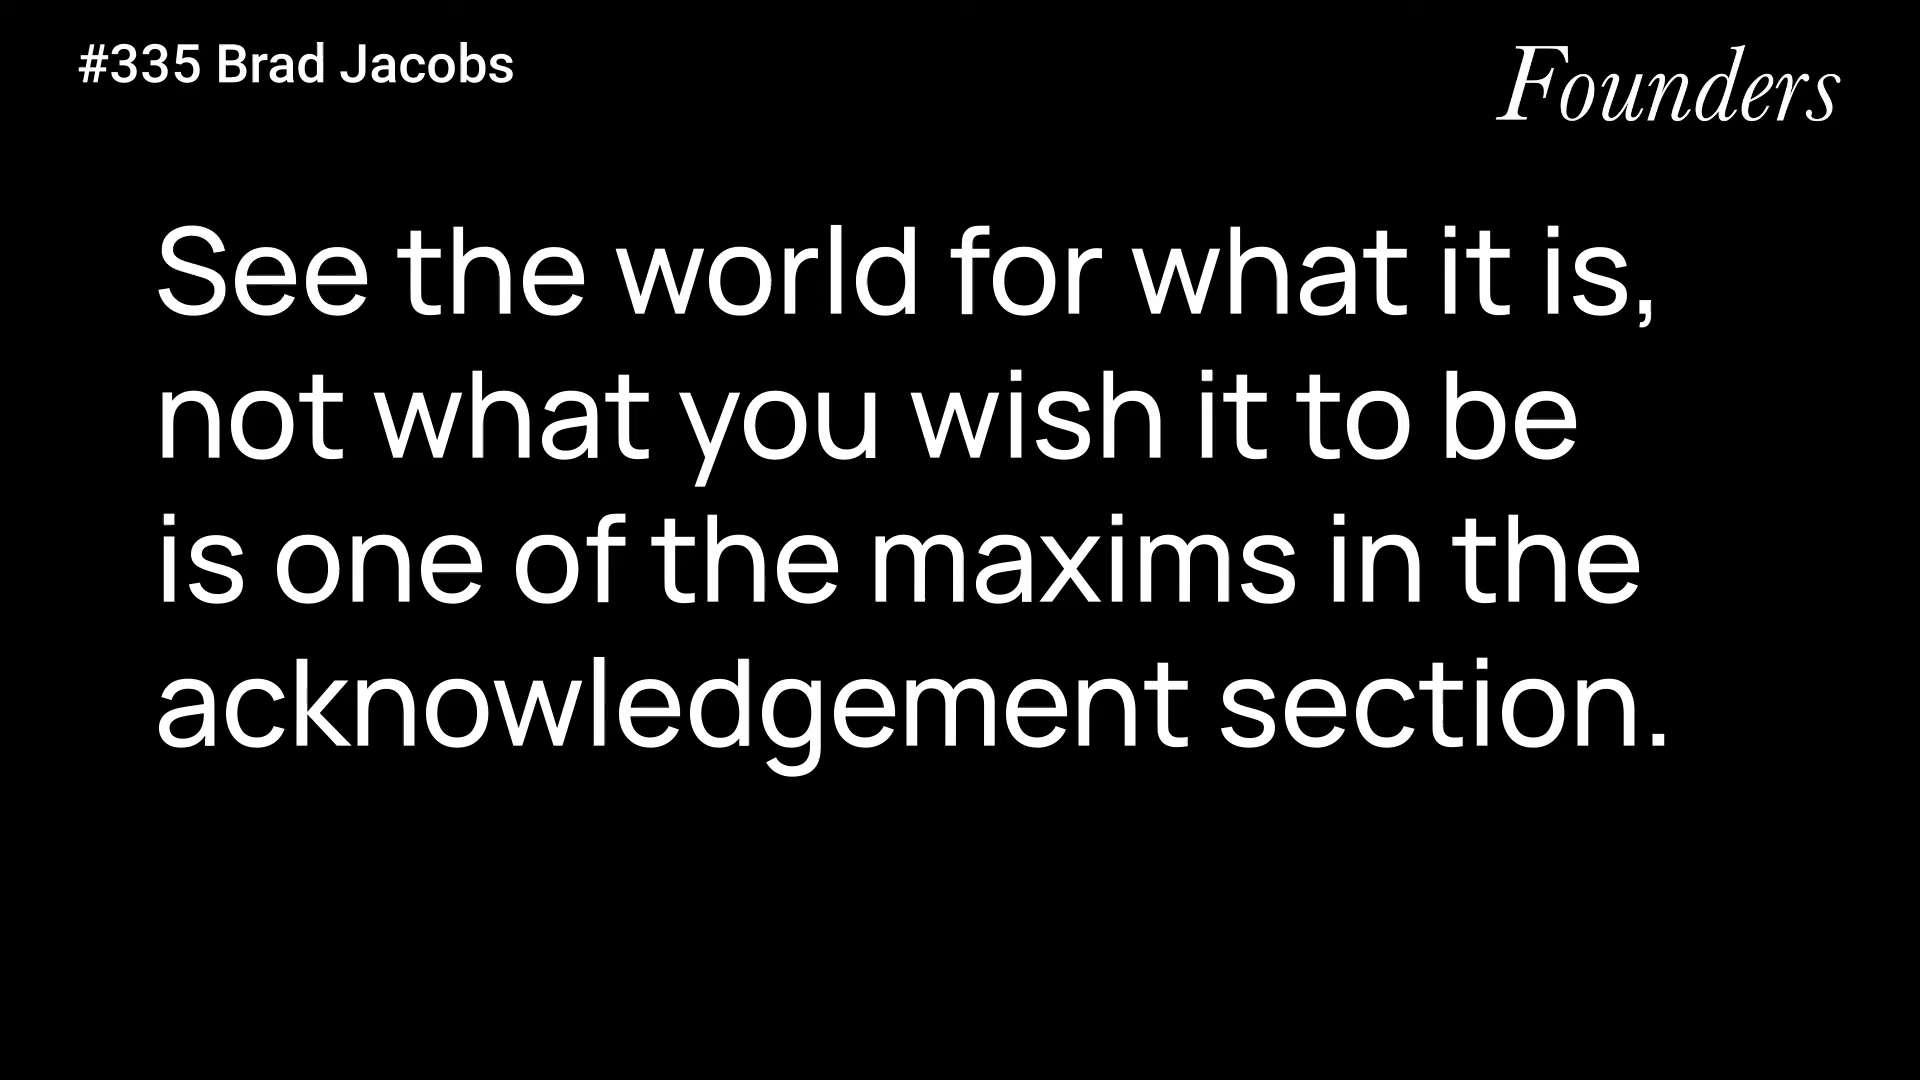 #335 Brad Jacobs
Founders
See the world for what it is,
not what you wish it to be
is one of the maxims in the
acknowledgement section.